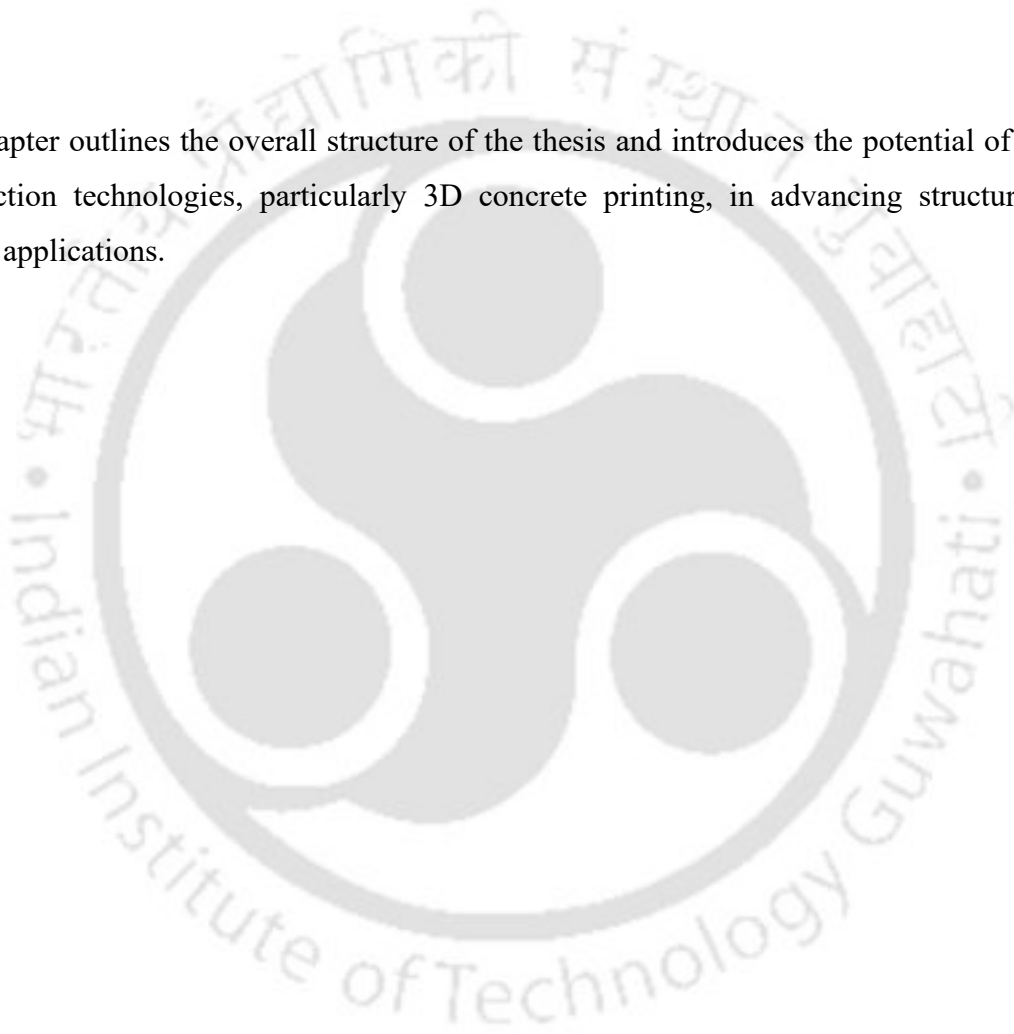 apter outlines the overall structure of the thesis and introduces the potential of
ction technologies, particularly 3D concrete printing, in advancing structur
applications.
भारतीय प्रौद्योगिकी संस्थान गुवाहाटी
Indian Institute of Technology Guwahati